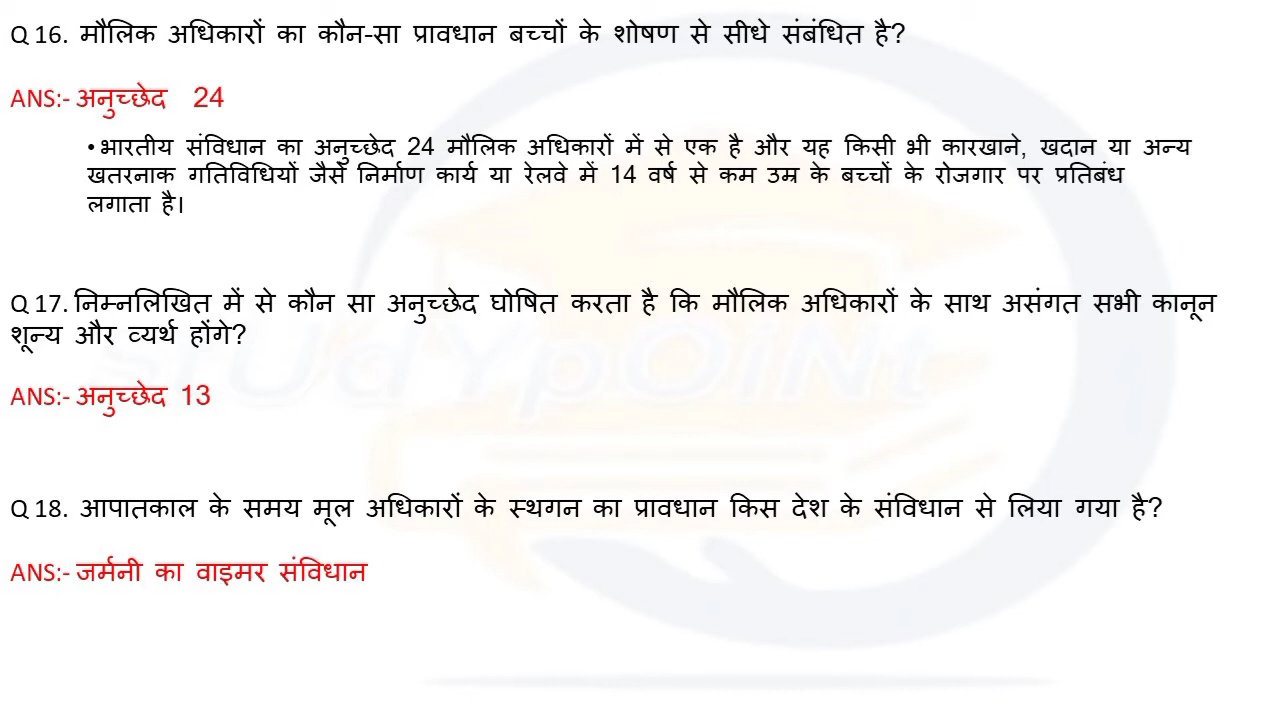 Q 16. मौलिक अधिकारों का कौन-सा प्रावधान बच्चों के शोषण से सीधे संबंधित है?
ANS:- अनुच्छेद 24
• भारतीय संविधान का अनुच्छेद 24 मौलिक अधिकारों में से एक है और यह किसी भी कारखाने, खदान या अन्य
खतरनाक गतिविधियों जैसे निर्माण कार्य या रेलवे में 14 वर्ष से कम उम्र के बच्चों के रोजगार पर प्रतिबंध
लगाता है।
Q 17. निम्नलिखित में से कौन सा अनुच्छेद घोषित करता है कि मौलिक अधिकारों के साथ असंगत सभी कानून
शून्य और व्यर्थ होंगे?
stUdYpOINt
ANS:- अनुच्छेद 13
Q 18. आपातकाल के समय मूल अधिकारों के स्थगन का प्रावधान किस देश के संविधान से लिया गया है?
ANS:- जर्मनी का वाइमर संविधान